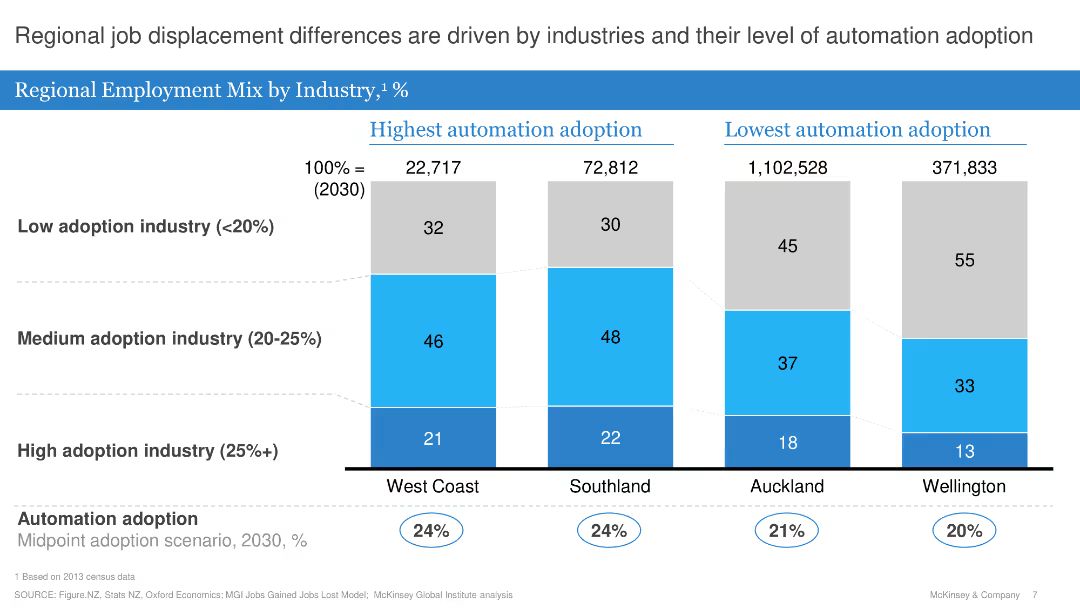 Regional job displacement differences are driven by industries and their level of automation adoption
Regional Employment Mix by Industry,¹ %
Highest automation adoption
Lowest automation adoption
100% = 22,717 72,812 1,102,528 371,833
(2030)
Low adoption industry (<20%) 32 30 45 55
Medium adoption industry (20-25%) 46 48 37 33
High adoption industry (25%+) 21 22 18 13
West Coast Southland Auckland Wellington
Automation adoption
Midpoint adoption scenario, 2030, %
24% 24% 21% 20%
1 Based on 2013 census data
SOURCE: Figure.NZ, Stats NZ, Oxford Economics; MGI Jobs Gained Jobs Lost Model; McKinsey Global Institute analysis
McKinsey & Company 7